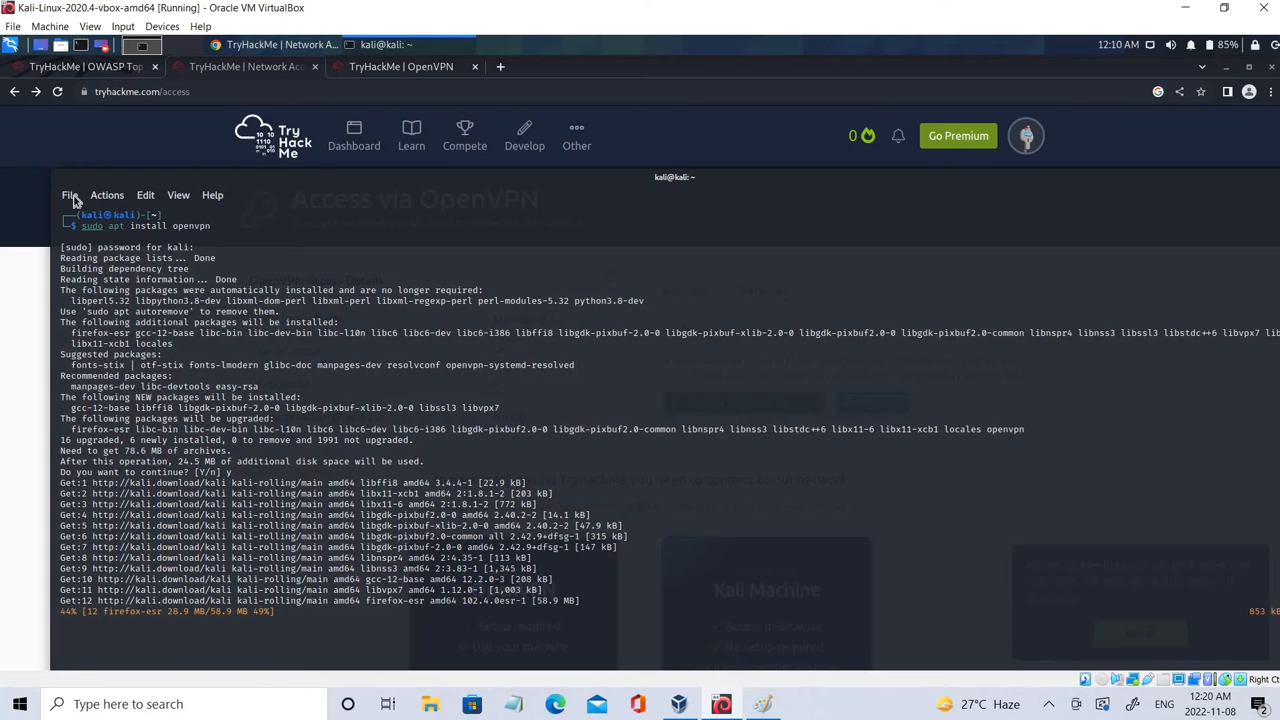 Kali-Linux-2020.4-vbox-amd64 [Running] - Oracle VM VirtualBox
File Machine View Input Devices Help
TryHackMe | Network A... kali@kali: ~ 12:10 AM 85%
TryHackMe | OWASP Top TryHackMe | Network Acc TryHackMe | OpenVPN
tryhackme.com/access
Try Hack Me Dashboard Learn Compete Develop Other 0 Go Premium
kali@kali: ~
File Actions Edit View Help
Access via OpenVPN
┌──(kali㉿kali)-[~]
└─$ sudo apt install openvpn
[sudo] password for kali:
Reading package lists... Done
Building dependency tree
Reading state information... Done
The following packages were automatically installed and are no longer required:
libperl5.32 libpython3.8-dev libxml-dom-perl libxml-perl libxml-regexp-perl perl-modules-5.32 python3.8-dev
Use 'sudo apt autoremove' to remove them.
The following additional packages will be installed:
firefox-esr gcc-12-base libc-bin libc-dev-bin libc-l10n libc6 libc6-dev libc6-i386 libffi8 libgdk-pixbuf-2.0-0 libgdk-pixbuf-xlib-2.0-0 libgdk-pixbuf2.0-0 libgdk-pixbuf2.0-common libnspr4 libnss3 libssl3 libstdc++6 libvpx7 l
libx11-xcb1 locales
Suggested packages:
fonts-stix | otf-stix fonts-lmodern glibc-doc manpages-dev resolvconf openvpn-systemd-resolved
Recommended packages:
manpages-dev libc-devtools easy-rsa
The following NEW packages will be installed:
gcc-12-base libffi8 libgdk-pixbuf-2.0-0 libgdk-pixbuf-xlib-2.0-0 libssl3 libvpx7
The following packages will be upgraded:
firefox-esr libc-bin libc-dev-bin libc-l10n libc6 libc6-dev libc6-i386 libgdk-pixbuf2.0-0 libgdk-pixbuf2.0-common libnspr4 libnss3 libstdc++6 libx11-6 libx11-xcb1 locales openvpn
16 upgraded, 6 newly installed, 0 to remove and 1991 not upgraded.
Need to get 78.6 MB of archives.
After this operation, 24.5 MB of additional disk space will be used.
Do you want to continue? [Y/n] y
Get:1 http://kali.download/kali kali-rolling/main amd64 libffi8 amd64 3.4.4-1 [22.9 kB]
Get:2 http://kali.download/kali kali-rolling/main amd64 libx11-xcb1 amd64 2:1.8.1-2 [203 kB]
Get:3 http://kali.download/kali kali-rolling/main amd64 libx11-6 amd64 2:1.8.1-2 [772 kB]
Get:4 http://kali.download/kali kali-rolling/main amd64 libgdk-pixbuf2.0-0 amd64 2.40.2-2 [14.1 kB]
Get:5 http://kali.download/kali kali-rolling/main amd64 libgdk-pixbuf-xlib-2.0-0 amd64 2.40.2-2 [47.9 kB]
Get:6 http://kali.download/kali kali-rolling/main amd64 libgdk-pixbuf2.0-common all 2.42.9+dfsg-1 [315 kB]
Get:7 http://kali.download/kali kali-rolling/main amd64 libgdk-pixbuf-2.0-0 amd64 2.42.9+dfsg-1 [147 kB]
Get:8 http://kali.download/kali kali-rolling/main amd64 libnspr4 amd64 2:4.35-1 [113 kB]
Get:9 http://kali.download/kali kali-rolling/main amd64 libnss3 amd64 2:3.83-1 [1,345 kB]
Get:10 http://kali.download/kali kali-rolling/main amd64 gcc-12-base amd64 12.2.0-3 [208 kB]
Get:11 http://kali.download/kali kali-rolling/main amd64 libvpx7 amd64 1.12.0-1 [1,003 kB]
Get:12 http://kali.download/kali kali-rolling/main amd64 firefox-esr amd64 102.4.0esr-1 [58.9 MB]
44% [12 firefox-esr 28.9 MB/58.9 MB 49%] 853 k
Kali Machine
Setup required Access in-browser
Use your machine No setup required
Right Ct
Type here to search 27°C Haze ENG 12:20 AM 2022-11-08 2